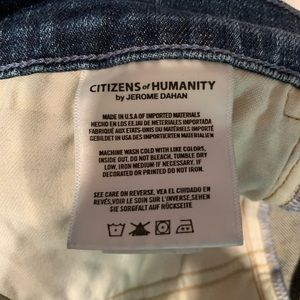 CITIZENS of HUMANITY
by JEROME DAHAN
MADE IN U.S.A OF IMPORTED MATERIALS
HECHO EN LOS EE.UU DE MATERIALES IMPORTADA
FABRIQUÉ AUX ETATS-UNIS DU MATÉRIELS IMPORTÉ
GEBILDET IN USA DES IMPORTIERTEN MATERIALS
MACHINE WASH COLD WITH LIKE COLORS,
INSIDE OUT, DO NOT BLEACH, TUMBLE DRY
LOW, IRON MEDIUM IF NECESSARY, IF
DECORATED OR PRINTED DO NOT IRON.
SEE CARE ON REVERSE, VEA EL CUIDADO EN
REVÉS, VOIR LE SOIN SUR L'INVERSE, SEHEN
SIE SORGFALT AUF RÜCKSEITE